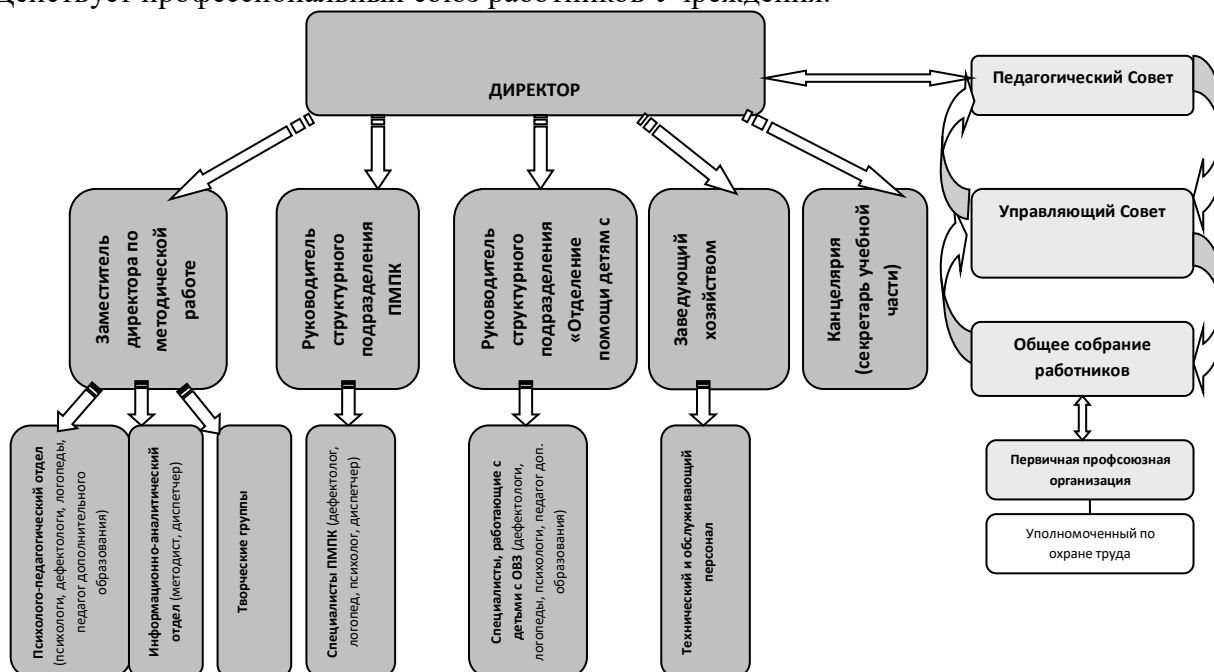 действует профессиональный союз работников Учреждения.
ДИРЕКТОР
Педагогический Совет
Управляющий Совет
Общее собрание
работников
Первичная профсоюзная
организация
Уполномоченный по
охране труда
Заместитель
директора по
методической
работе
Руководитель
структурного
подразделения
ПМПК
Руководитель
структурного
подразделения
«Отделение
помощи детям с
Заведующий
хозяйством
Канцелярия
(секретарь учебной
части)
Психолого-педагогический отдел
(психологи, дефектологи, логопеды,
педагог дополнительного
образования)
Информационно-аналитический
отдел (методист, диспетчер)
Творческие группы
Специалисты ПМПК (дефектолог,
логопед, психолог, диспетчер)
Специалисты, работающие с
детьми с ОВЗ (дефектологи,
логопеды, психологи, педагог доп.
образования)
Технический и обслуживающий
персонал